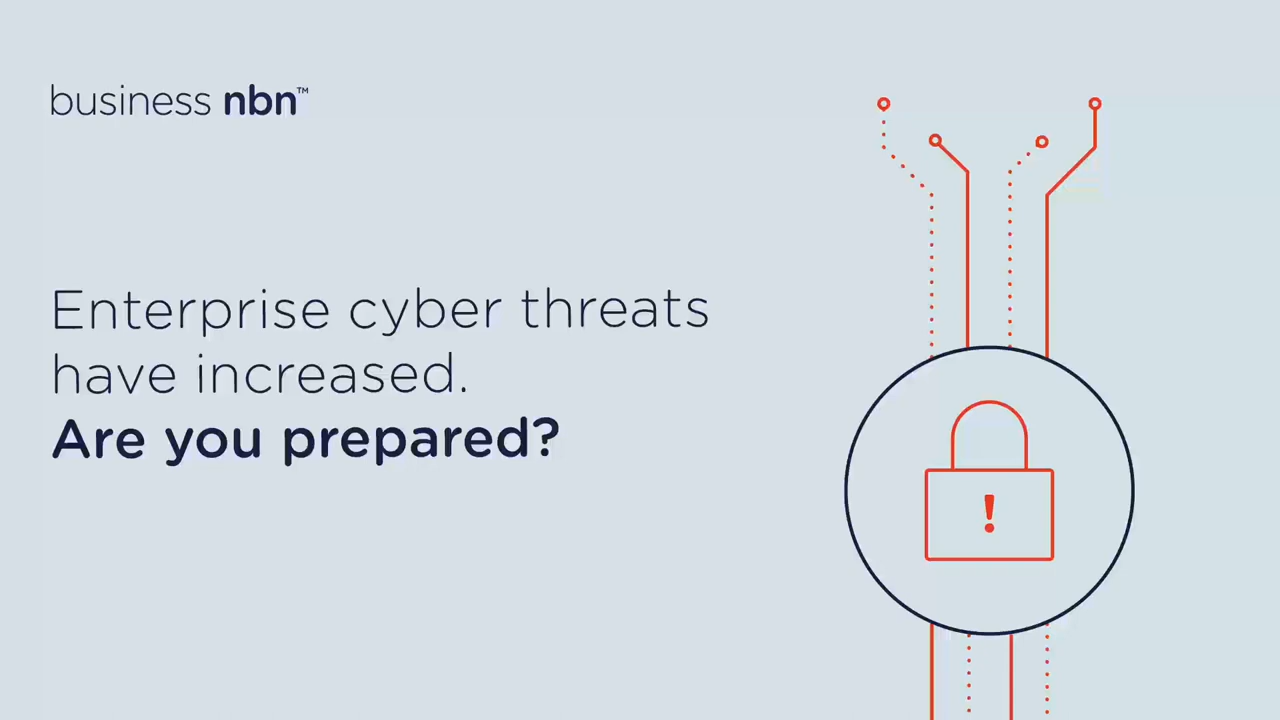 business nbn™
Enterprise cyber threats
have increased.
Are you prepared?
!